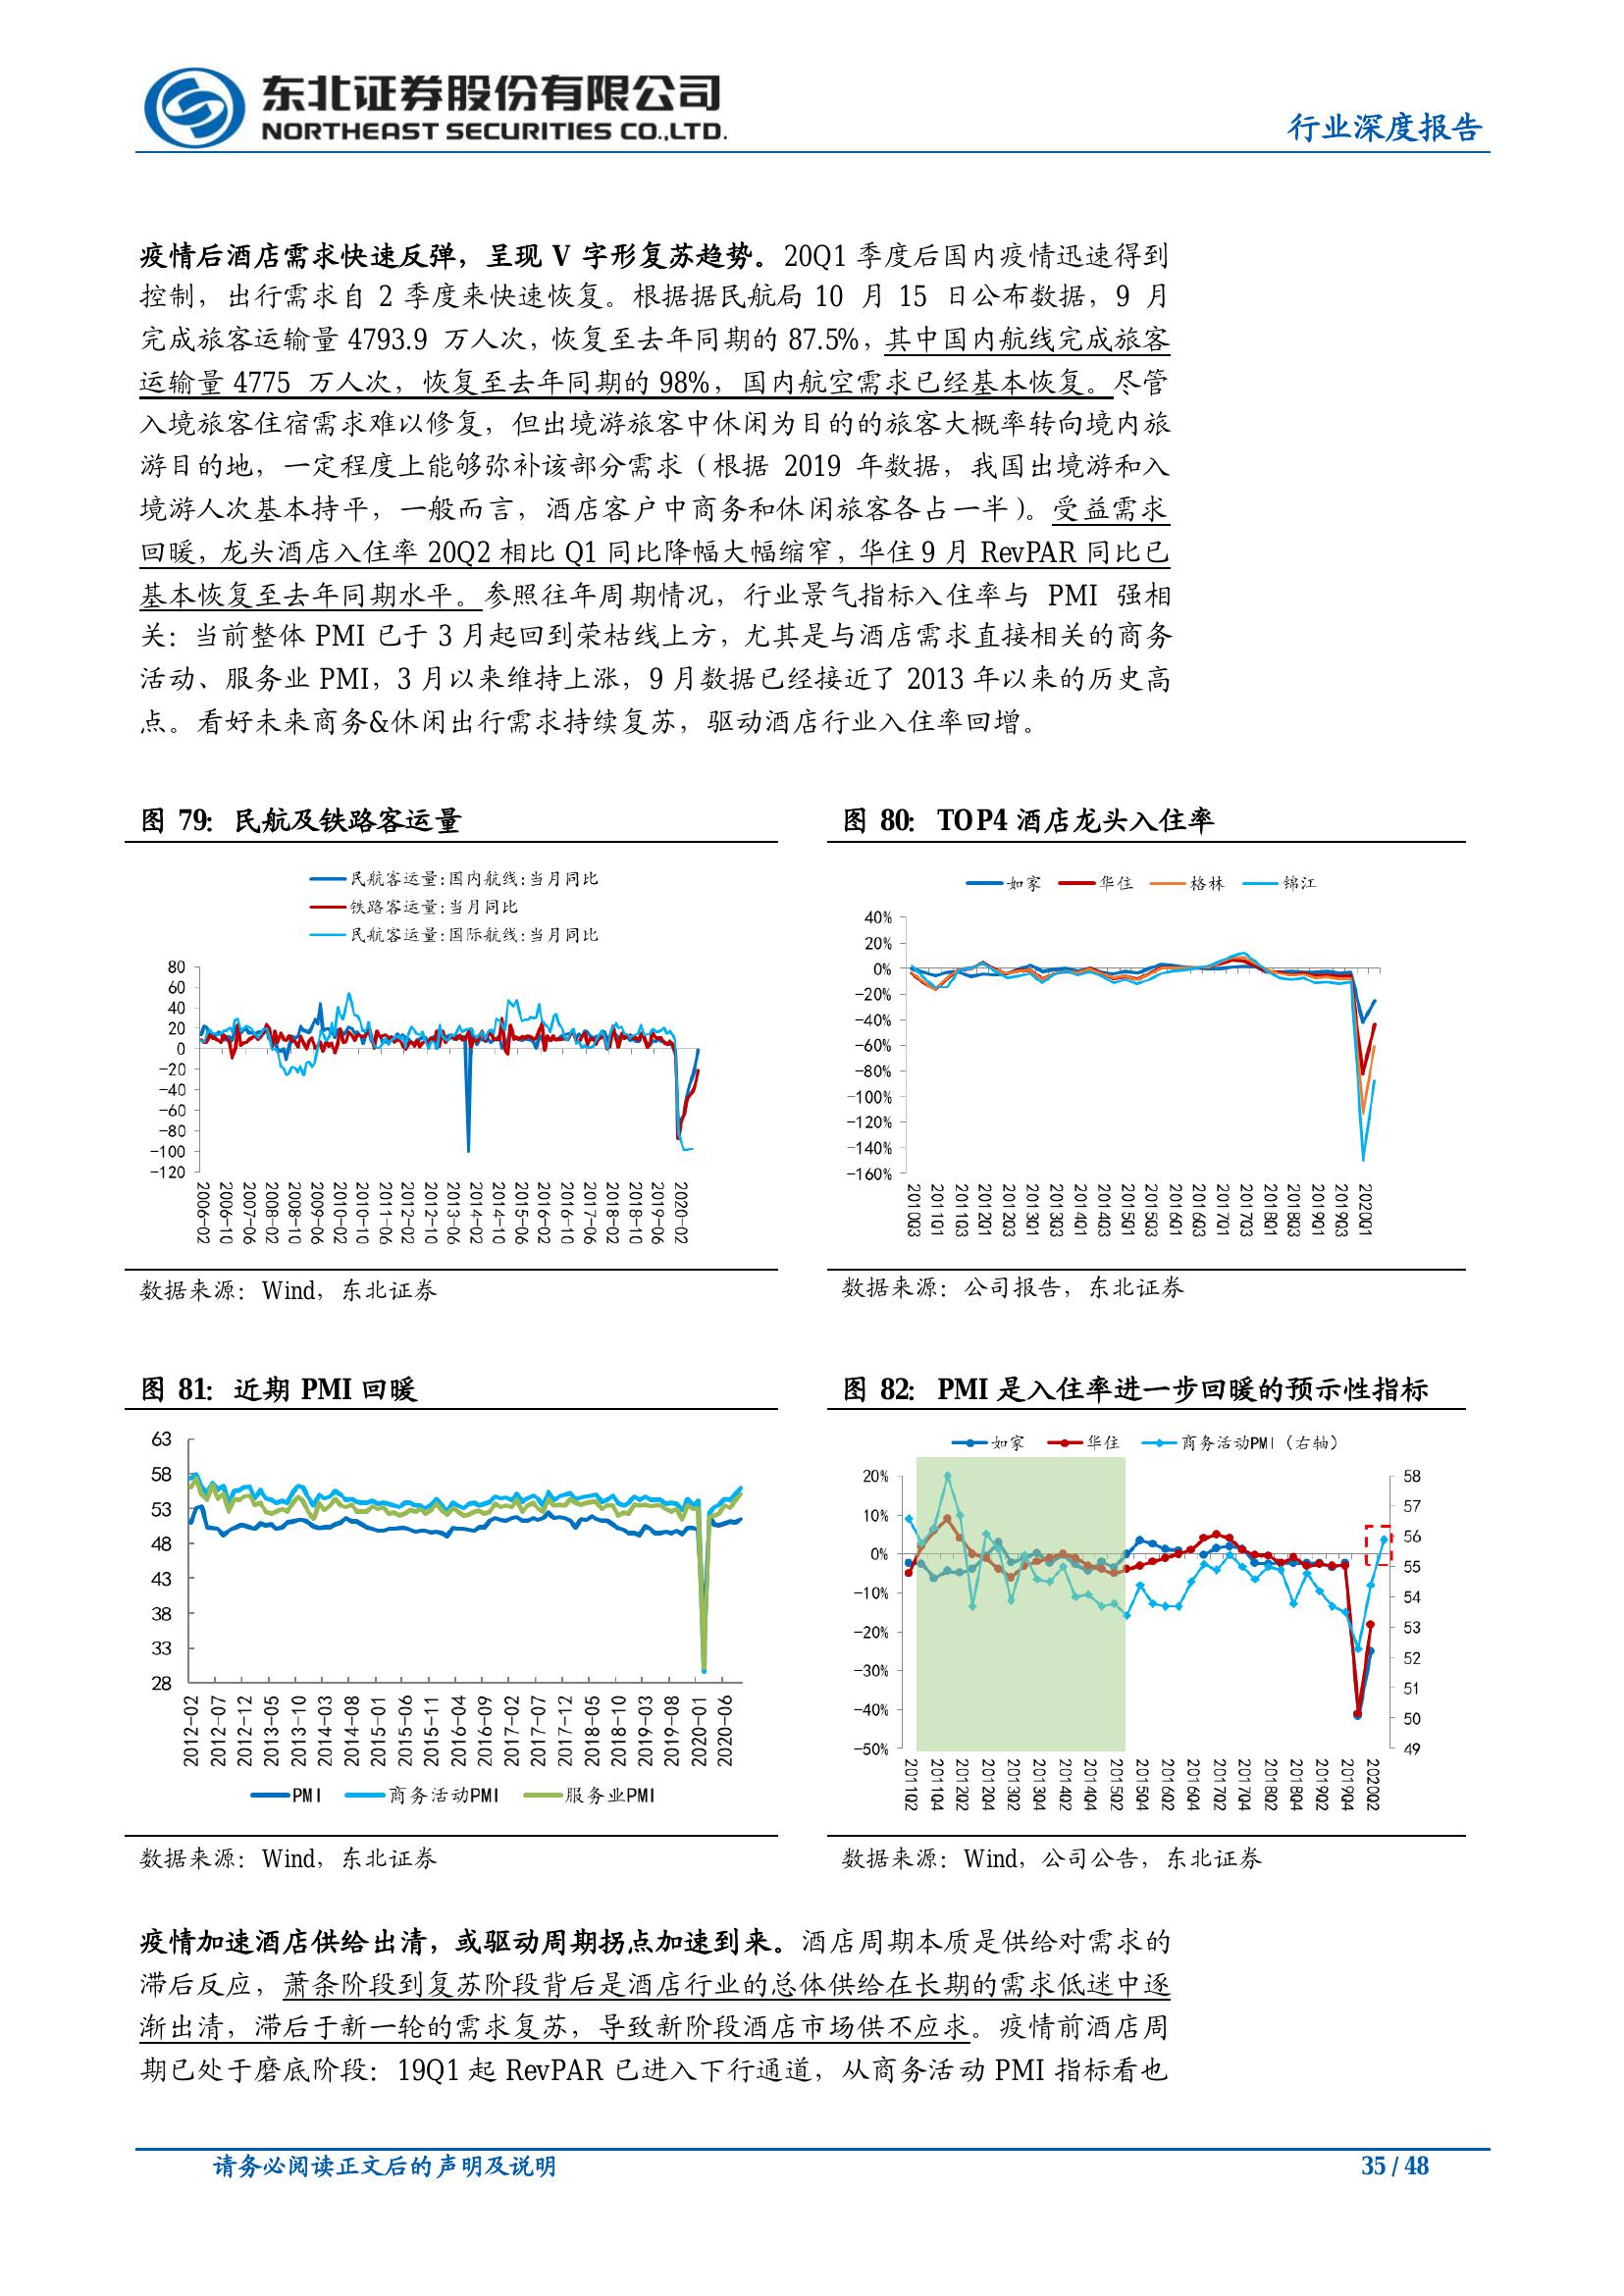 东北证券股份有限公司
NORTHEAST SECURITIES CO.,LTD.
行业深度报告
疫情后酒店需求快速反弹，呈现 V 字形复苏趋势。20Q1 季度后国内疫情迅速得到
控制，出行需求自 2 季度来快速恢复。根据据民航局 10 月 15 日公布数据，9 月
完成旅客运输量 4793.9 万人次，恢复至去年同期的 87.5%，其中国内航线完成旅客
运输量 4775 万人次，恢复至去年同期的 98%，国内航空需求已经基本恢复。尽管
入境旅客住宿需求难以修复，但出境游旅客中休闲为目的的旅客大概率转向境内旅
游目的地，一定程度上能够弥补该部分需求（根据 2019 年数据，我国出境游和入
境游人次基本持平，一般而言，酒店客户中商务和休闲旅客各占一半）。受益需求
回暖，龙头酒店入住率 20Q2 相比 Q1 同比降幅大幅缩窄，华住 9 月 RevPAR 同比已
基本恢复至去年同期水平。参照往年周期情况，行业景气指标入住率与 PMI 强相
关：当前整体 PMI 已于 3 月起回到荣枯线上方，尤其是与酒店需求直接相关的商务
活动、服务业 PMI，3 月以来维持上涨，9 月数据已经接近了 2013 年以来的历史高
点。看好未来商务&休闲出行需求持续复苏，驱动酒店行业入住率回增。
图 79：民航及铁路客运量
民航客运量:国内航线:当月同比
铁路客运量:当月同比
民航客运量:国际航线:当月同比
80
60
40
20
0
-20
-40
-60
-80
-100
-120
2006-02 2006-10 2007-06 2008-02 2008-10 2009-06 2010-02 2010-10 2011-06 2012-02 2012-10 2013-06 2014-02 2014-10 2015-06 2016-02 2016-10 2017-06 2018-02 2018-10 2019-06 2020-02
数据来源：Wind，东北证券
图 80：TOP4 酒店龙头入住率
如家 华住 格林 锦江
40%
20%
0%
-20%
-40%
-60%
-80%
-100%
-120%
-140%
-160%
2010Q3 2011Q1 2011Q3 2012Q1 2012Q3 2013Q1 2013Q3 2014Q1 2014Q3 2015Q1 2015Q3 2016Q1 2016Q3 2017Q1 2017Q3 2018Q1 2018Q3 2019Q1 2019Q3 2020Q1
数据来源：公司报告，东北证券
图 81：近期 PMI 回暖
63
58
53
48
43
38
33
28
2012-02 2012-07 2012-12 2013-05 2013-10 2014-03 2014-08 2015-01 2015-06 2015-11 2016-04 2016-09 2017-02 2017-07 2017-12 2018-05 2018-10 2019-03 2019-08 2020-01 2020-06
PMI 商务活动PMI 服务业PMI
数据来源：Wind，东北证券
图 82：PMI 是入住率进一步回暖的预示性指标
如家 华住 商务活动PMI（右轴）
20%
10%
0%
-10%
-20%
-30%
-40%
-50%
58
57
56
55
54
53
52
51
50
49
2011Q2 2011Q4 2012Q2 2012Q4 2013Q2 2013Q4 2014Q2 2014Q4 2015Q2 2015Q4 2016Q2 2016Q4 2017Q2 2017Q4 2018Q2 2018Q4 2019Q2 2019Q4 2020Q2
数据来源：Wind，公司公告，东北证券
疫情加速酒店供给出清，或驱动周期拐点加速到来。酒店周期本质是供给对需求的
滞后反应，萧条阶段到复苏阶段背后是酒店行业的总体供给在长期的需求低迷中逐
渐出清，滞后于新一轮的需求复苏，导致新阶段酒店市场供不应求。疫情前酒店周
期已处于磨底阶段：19Q1 起 RevPAR 已进入下行通道，从商务活动 PMI 指标看也
请务必阅读正文后的声明及说明
35 / 48